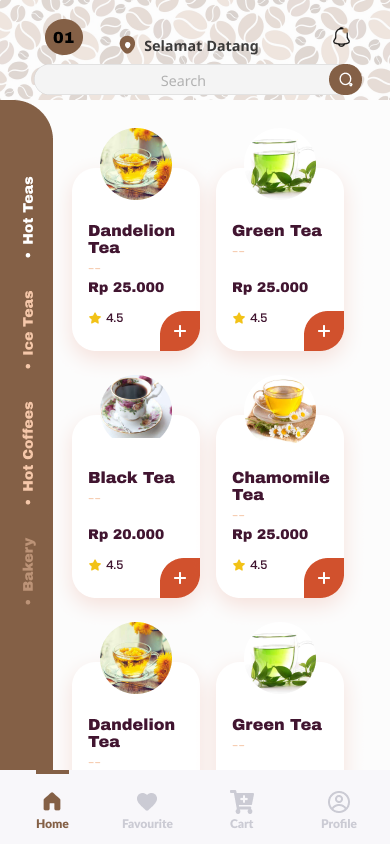 01
Selamat Datang
Search
• Hot Teas
• Ice Teas
• Hot Coffees
• Bakery
Dandelion
Tea
Rp 25.000
4.5
Green Tea
Rp 25.000
4.5
Black Tea
Rp 20.000
4.5
Chamomile
Tea
Rp 25.000
4.5
Dandelion
Tea
Green Tea
Home
Favourite
Cart
Profile